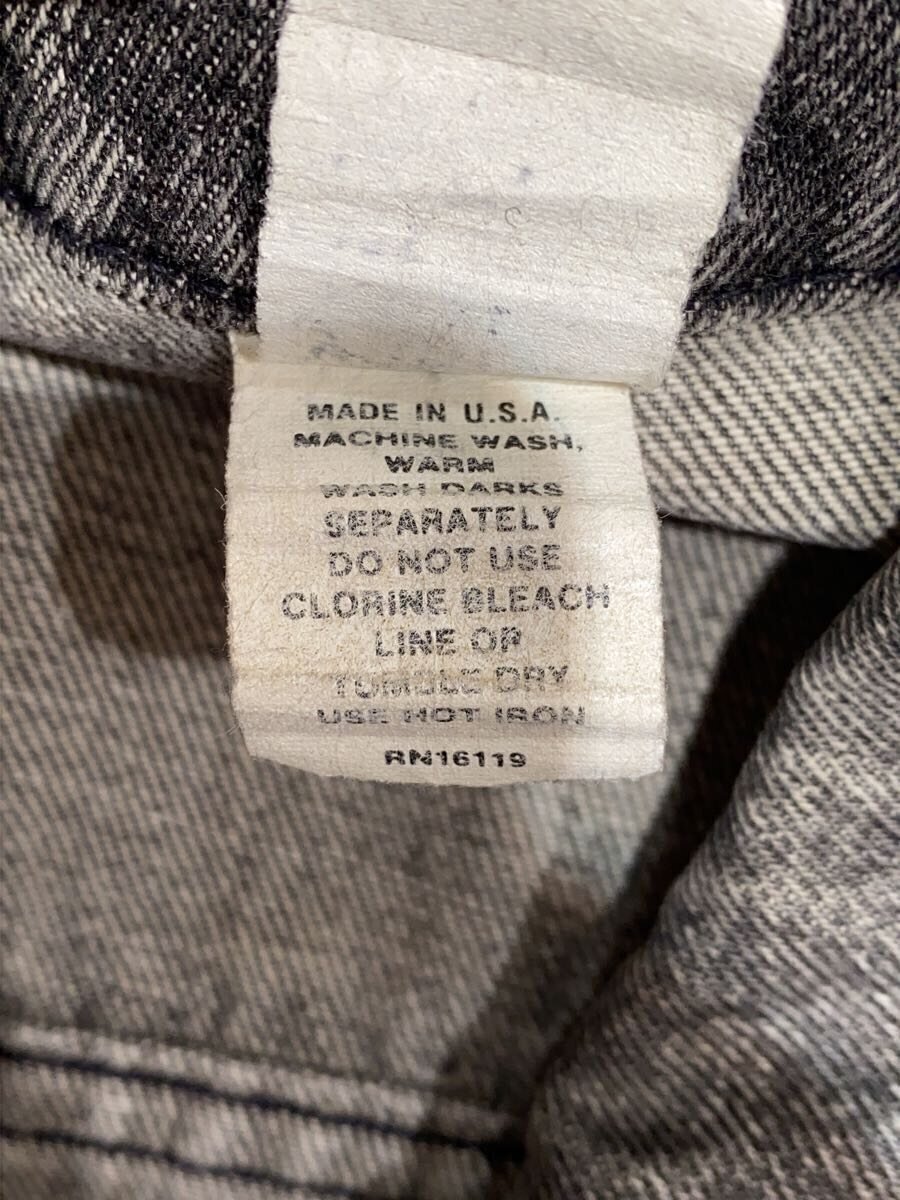 MADE IN U.S.A.
MACHINE WASH,
WARM
WASH DARKS
SEPARATELY
DO NOT USE
CLORINE BLEACH
LINE OR
TUMBLE DRY
USE HOT IRON
RN16119